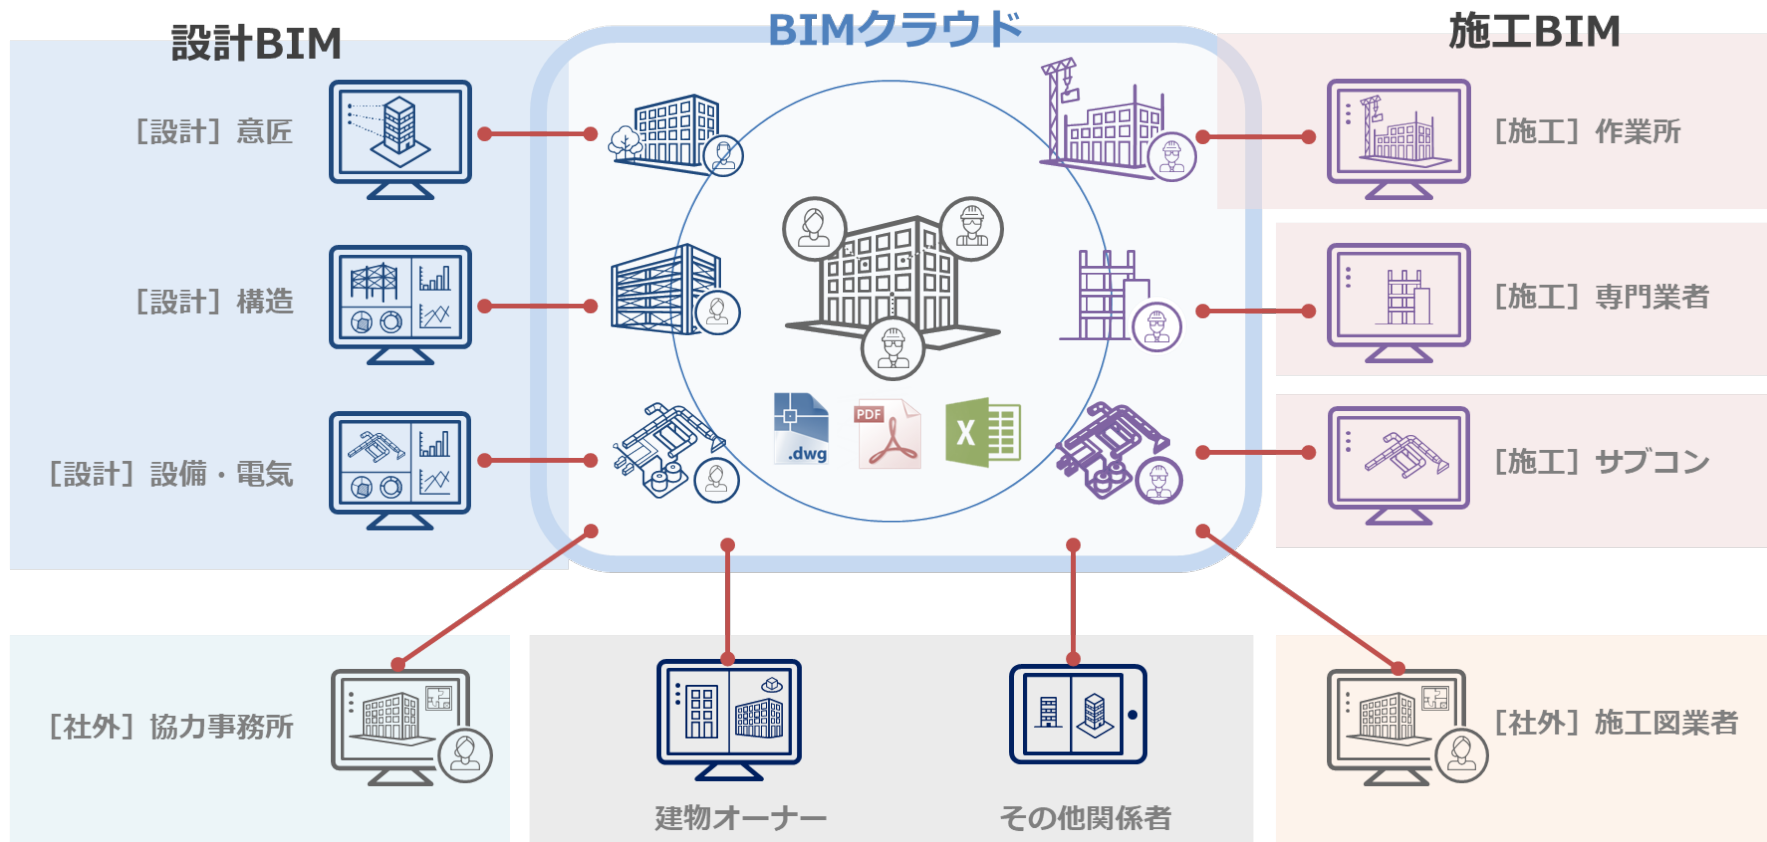 設計BIM
BIMクラウド
施工BIM
［設計］意匠
［施工］作業所
［設計］構造
［施工］専門業者
PDF
X
.dwg
［設計］設備・電気
［施工］サブコン
［社外］協力事務所
［社外］施工図業者
建物オーナー
その他関係者